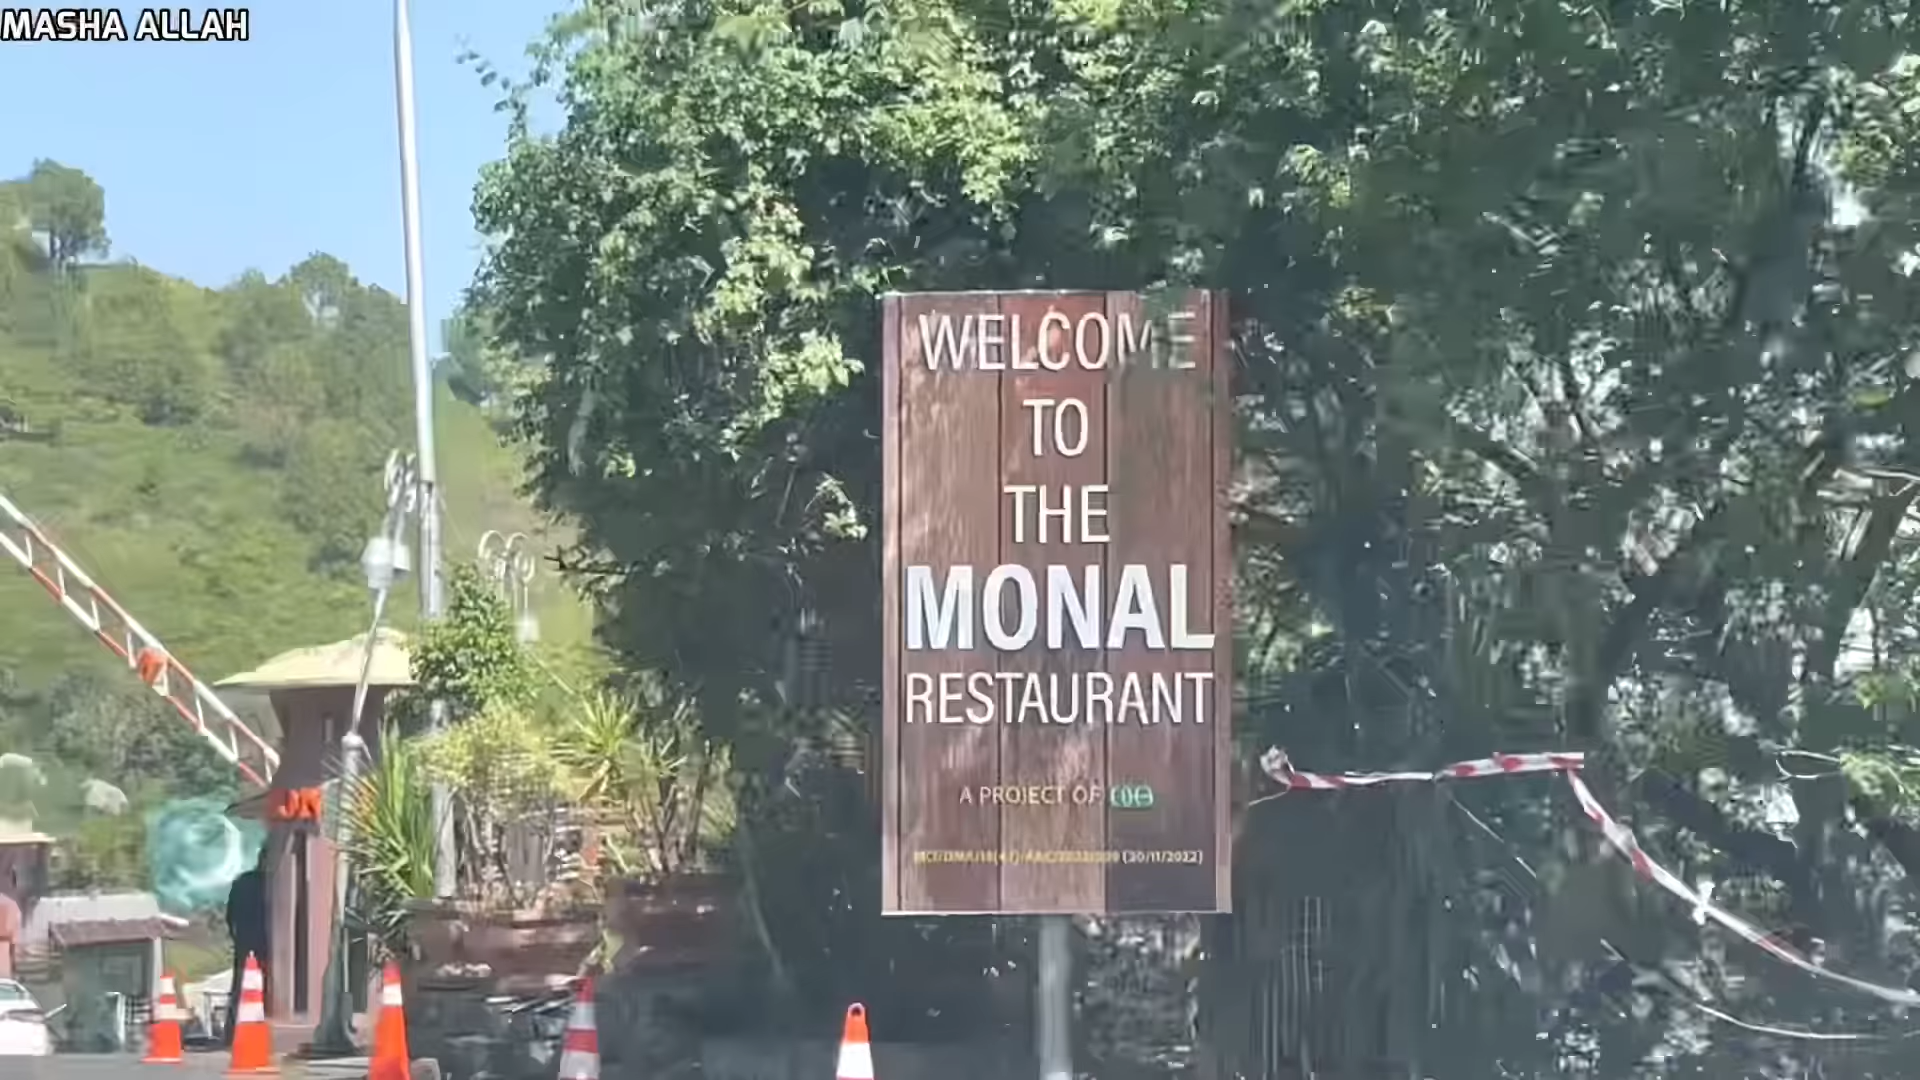 MASHA ALLAH
WELCOME
TO
THE
MONAL
RESTAURANT
A PROJECT OF
(20/11/2022)